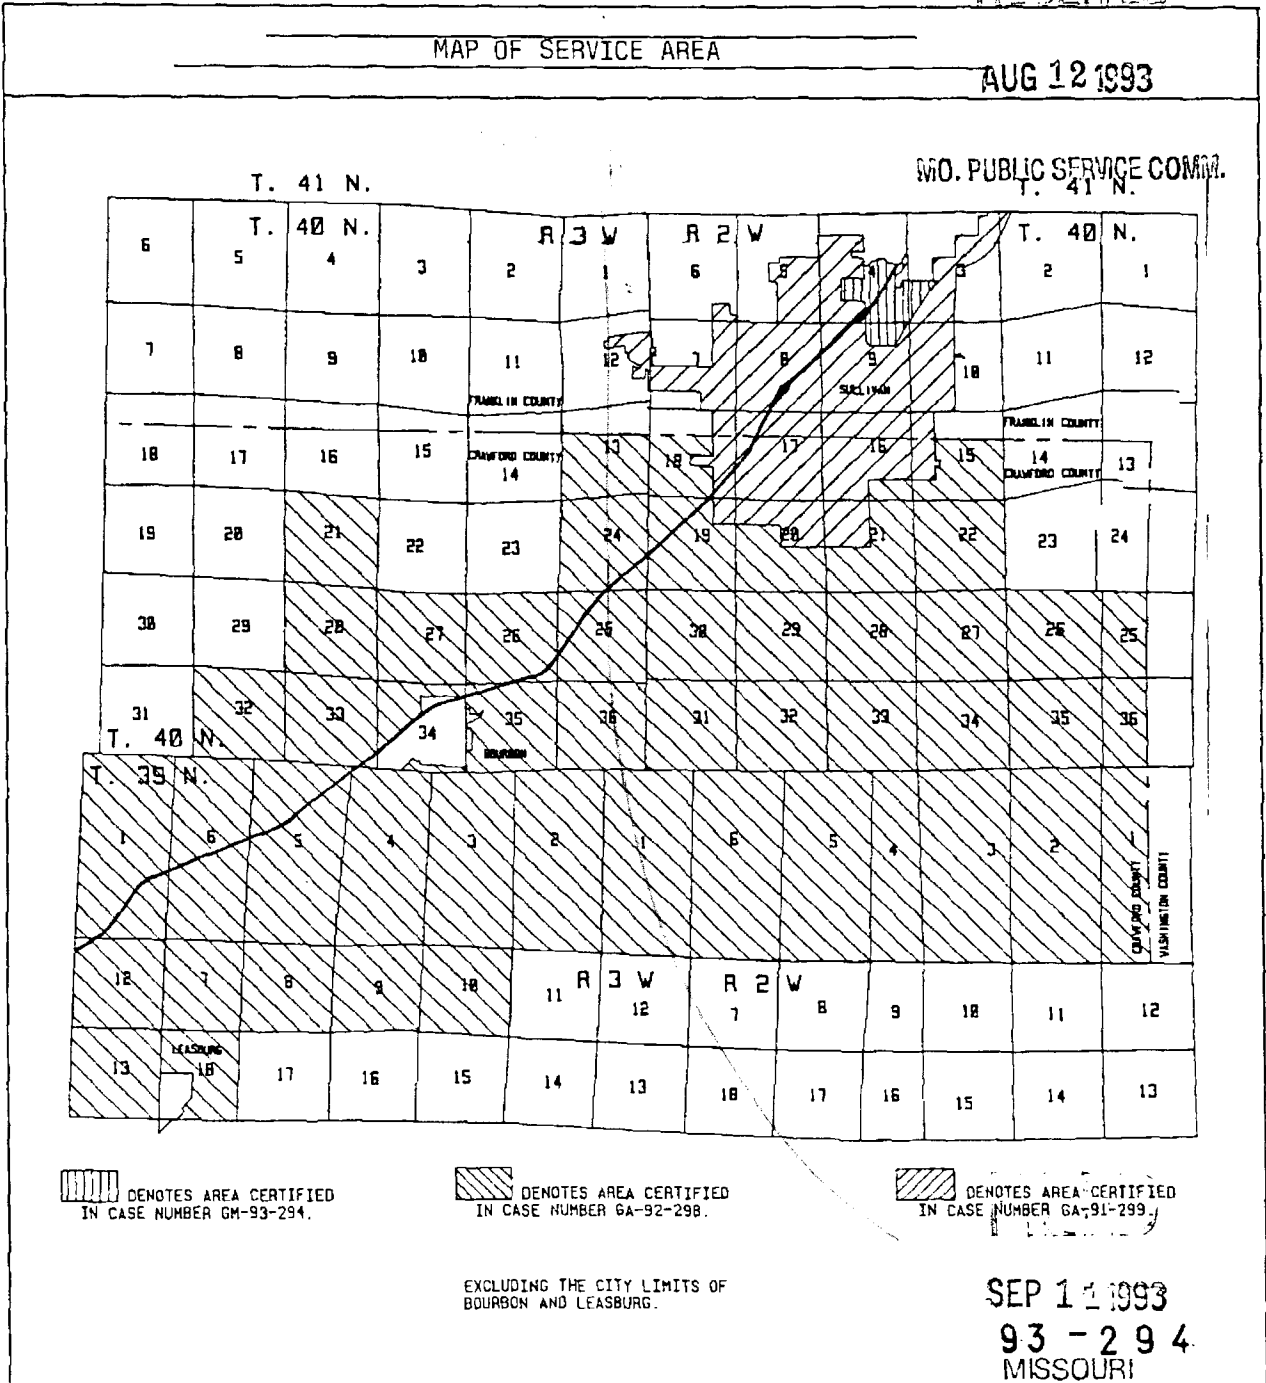 MAP OF SERVICE AREA
AUG 12 1993
MO. PUBLIC SERVICE COMM.
T. 41 N.
T. 41 N.
T. 40 N.
R 3 W
R 2 W
T. 40 N.
6 5 4 3 2 1 6 5 4 3 2 1
7 8 9 10 11 12 7 8 9 10 11 12
SULLIVAN
FRANKLIN COUNTY
FRANKLIN COUNTY
18 17 16 15 14 13 18 17 16 15 14 13
CRAWFORD COUNTY
CRAWFORD COUNTY
19 20 21 22 23 24 19 20 21 22 23 24
30 29 28 27 26 25 30 29 28 27 26 25
31 32 33 34 35 36 31 32 33 34 35 36
BOURBON
T. 40 N.
T. 39 N.
1 6 5 4 3 2 1 6 5 4 3 2 1
CRAWFORD COUNTY
WASHINGTON COUNTY
12 7 8 9 10 11 12 7 8 9 10 11 12
R 3 W
R 2 W
LEASBURG
13 18 17 16 15 14 13 18 17 16 15 14 13
DENOTES AREA CERTIFIED
IN CASE NUMBER GM-93-294.
DENOTES AREA CERTIFIED
IN CASE NUMBER GA-92-298.
DENOTES AREA CERTIFIED
IN CASE NUMBER GA-91-299.
EXCLUDING THE CITY LIMITS OF
BOURBON AND LEASBURG.
SEP 11 1993
93 - 294
MISSOURI